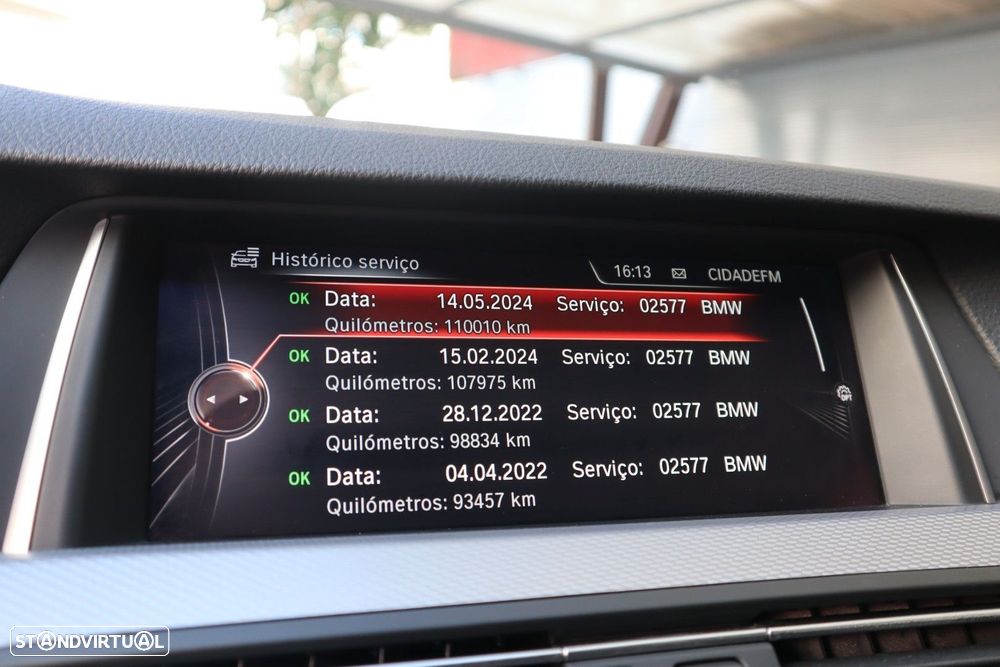 Histórico serviço
16:13 CIDADEFM
OK Data: 14.05.2024 Serviço: 02577 BMW
Quilómetros: 110010 km
OK Data: 15.02.2024 Serviço: 02577 BMW
Quilómetros: 107975 km
OK Data: 28.12.2022 Serviço: 02577 BMW
Quilómetros: 98834 km
OK Data: 04.04.2022 Serviço: 02577 BMW
Quilómetros: 93457 km
OPT
STANDVIRTUAL